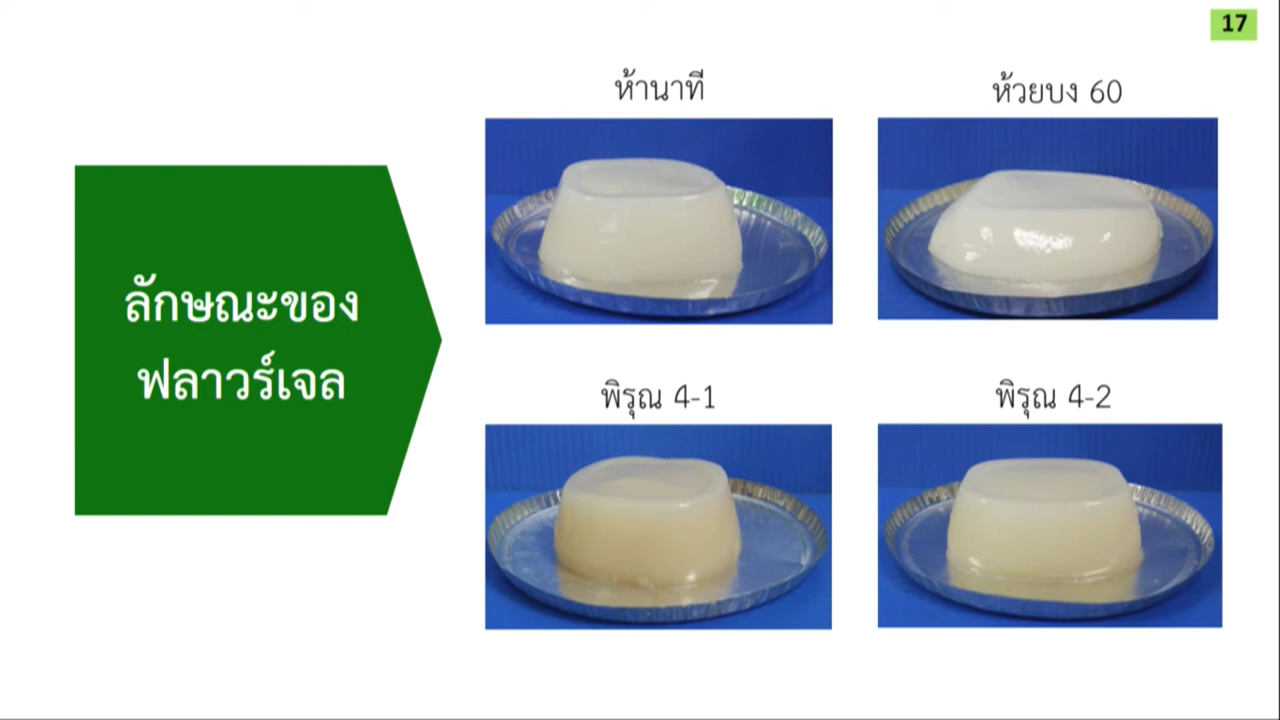 17
ลักษณะของ
ฟลาวร์เจล
ห้านาที
ห้วยบง 60
พิรุณ 4-1
พิรุณ 4-2